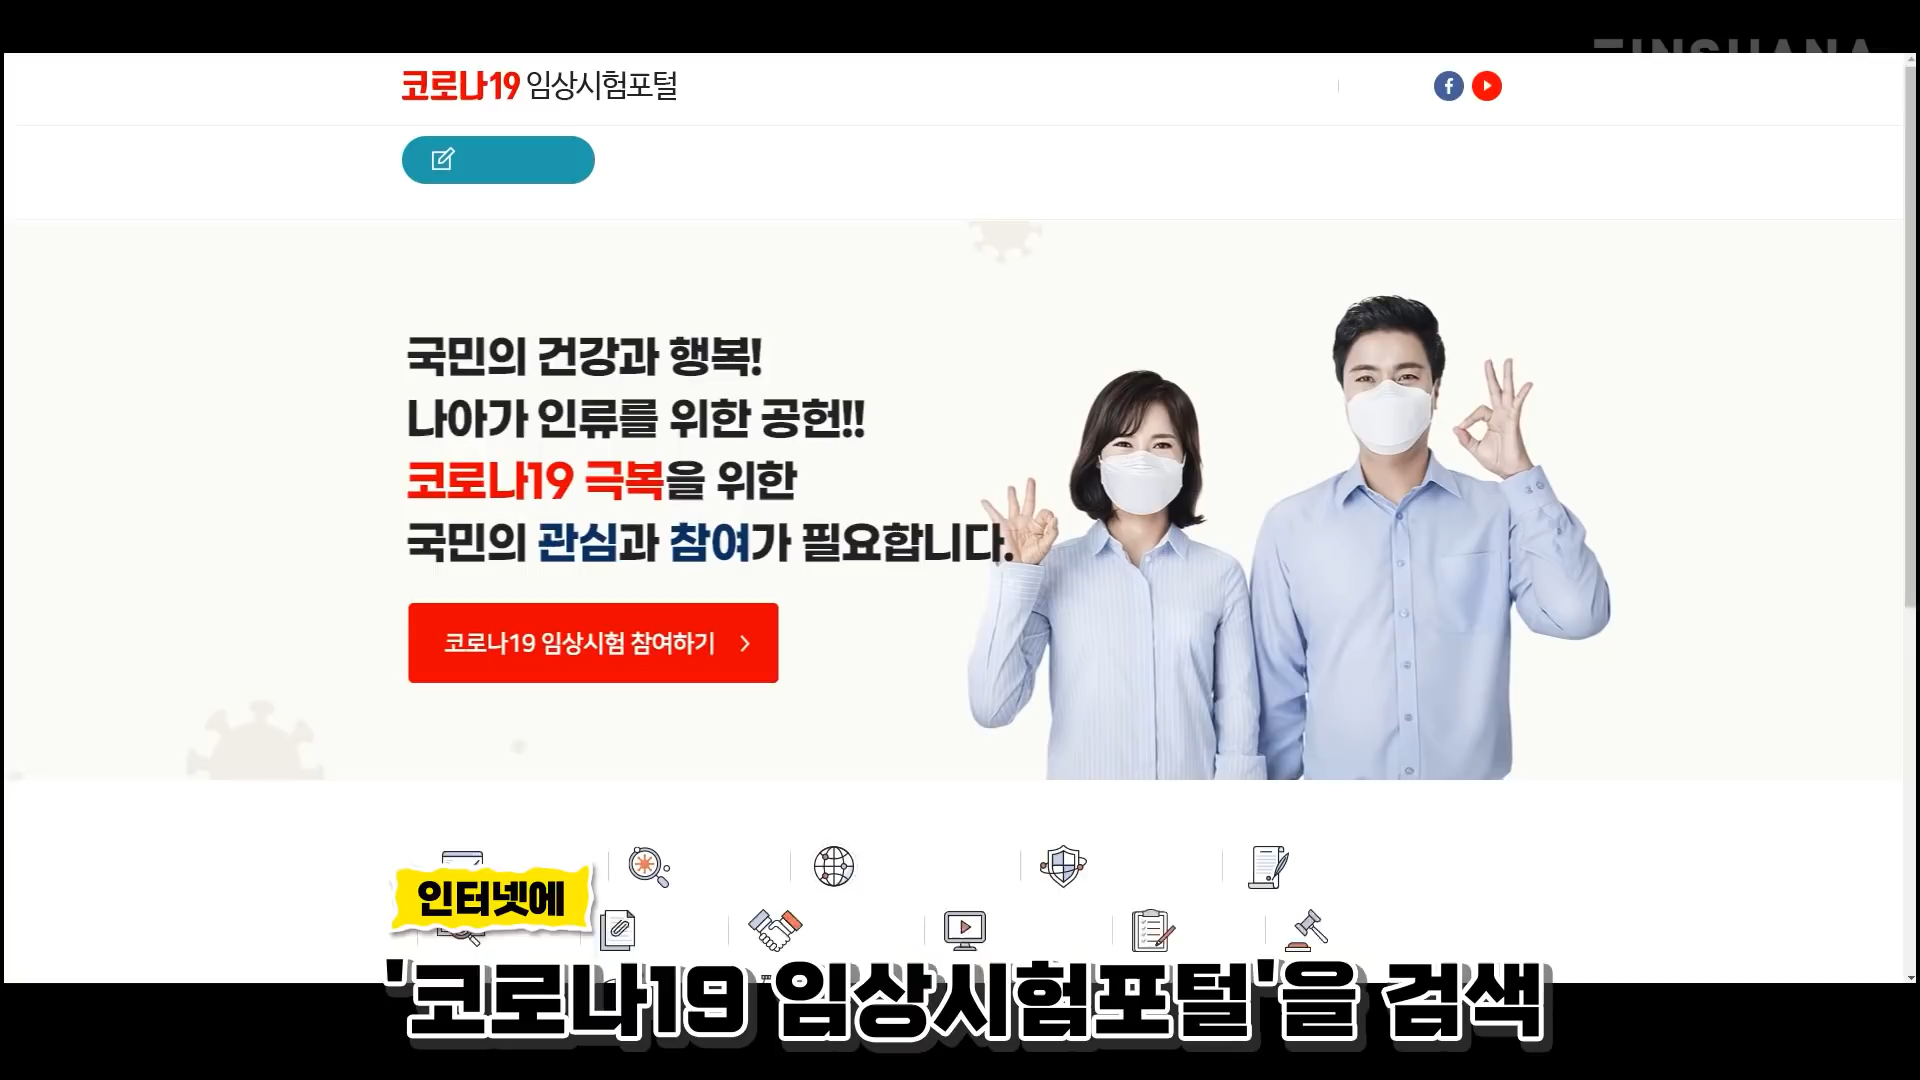 코로나19 임상시험포털
국민의 건강과 행복!
나아가 인류를 위한 공헌!!
코로나19 극복을 위한
국민의 관심과 참여가 필요합니다.
코로나19 임상시험 참여하기
인터넷에
'코로나19 임상시험포털'을 검색